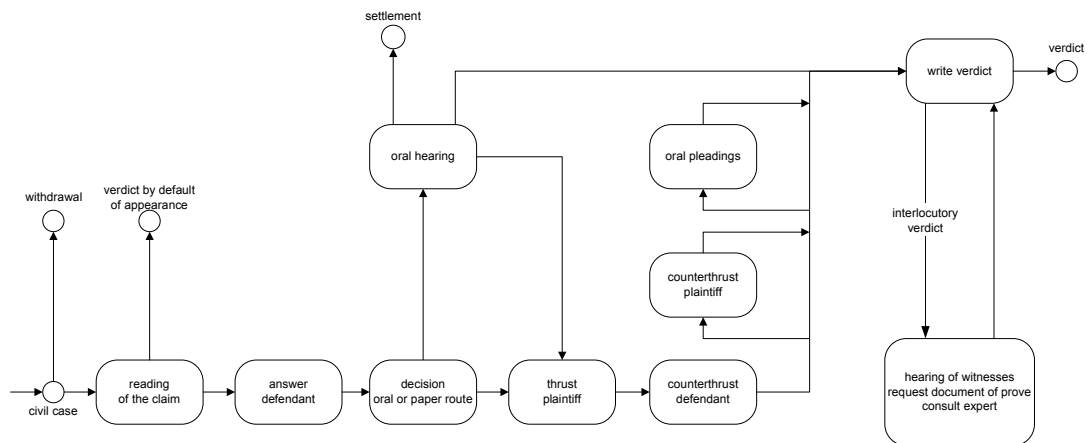 settlement
verdict
write verdict
oral hearing
oral pleadings
withdrawal
verdict by default
of appearance
interlocutory
verdict
counterthrust
plaintiff
reading
of the claim
answer
defendant
decision
oral or paper route
thrust
plaintiff
counterthrust
defendant
hearing of witnesses
request document of prove
consult expert
civil case